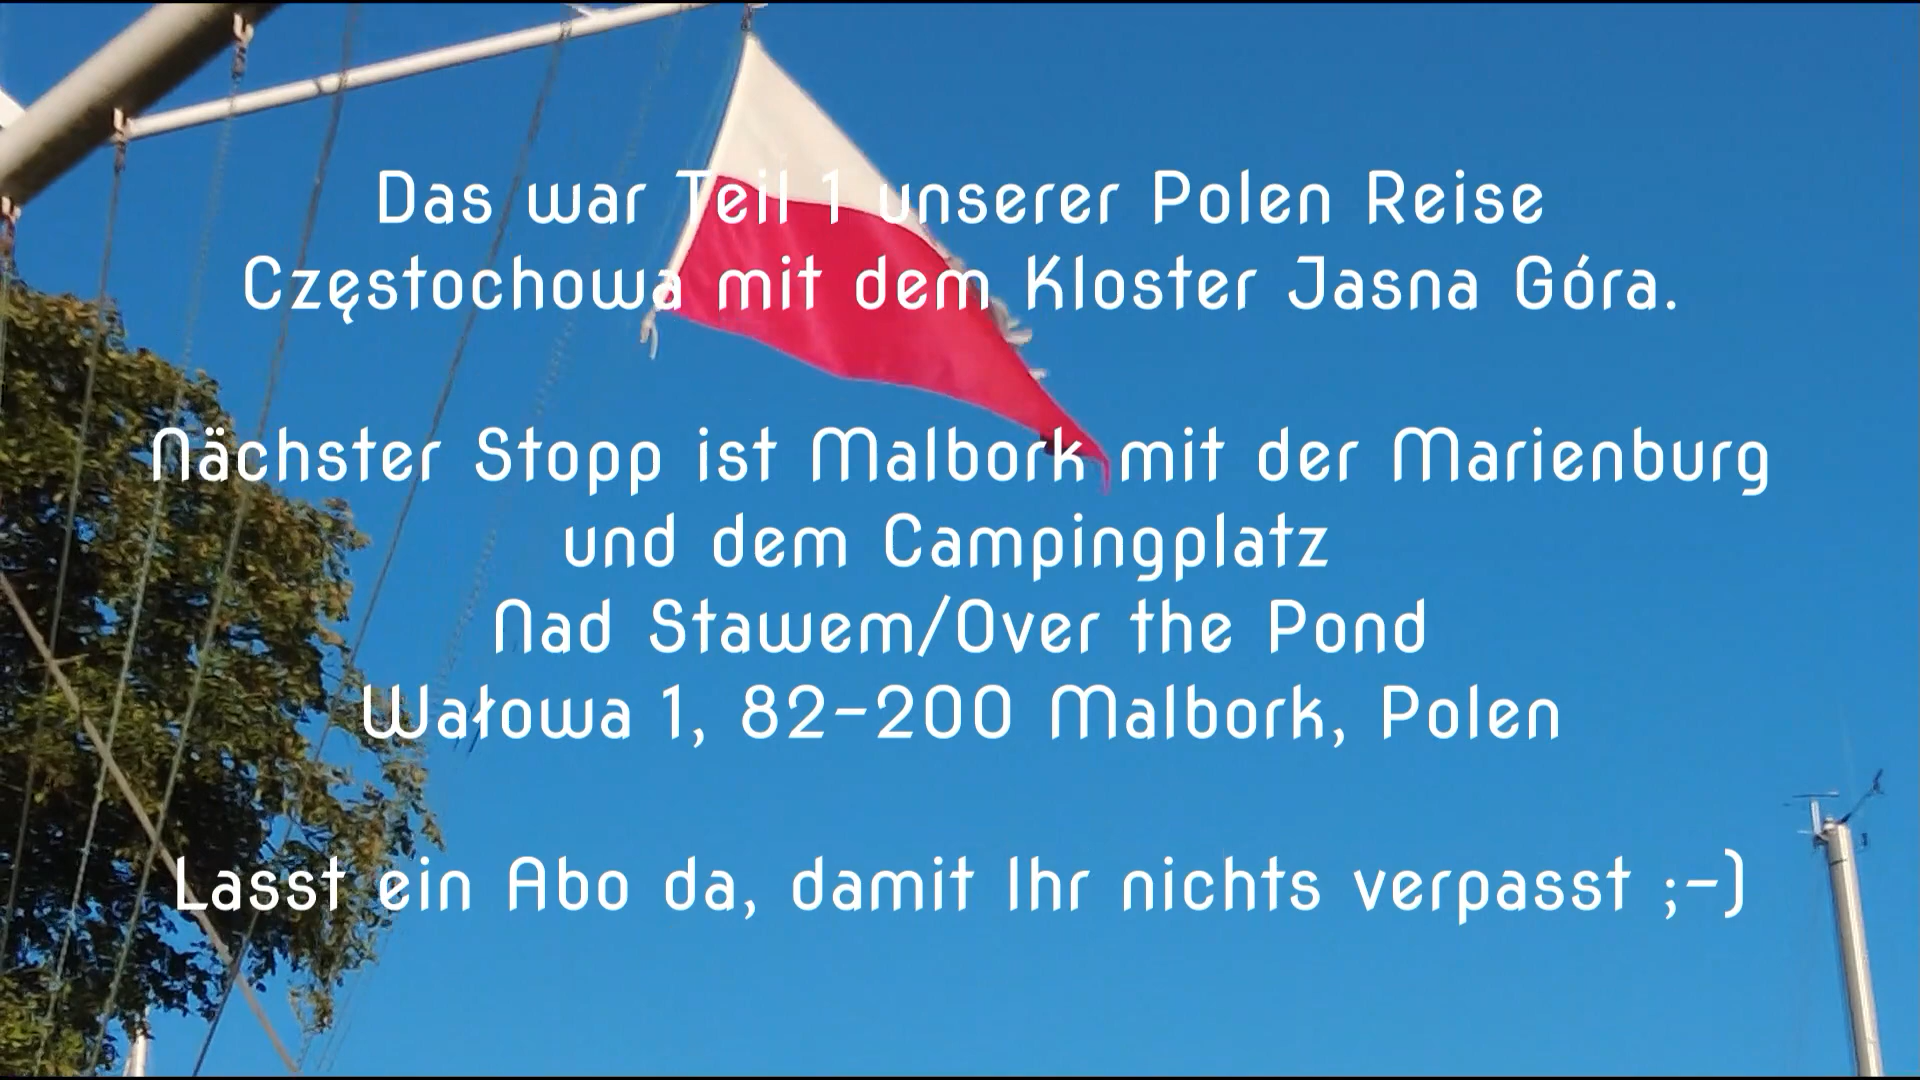 Das war Teil 1 unserer Polen Reise
Częstochowa mit dem Kloster Jasna Góra.
Nächster Stopp ist Malbork mit der Marienburg
und dem Campingplatz
Nad Stawem/Over the Pond
Wałowa 1, 82-200 Malbork, Polen
Lasst ein Abo da, damit Ihr nichts verpasst ;-)